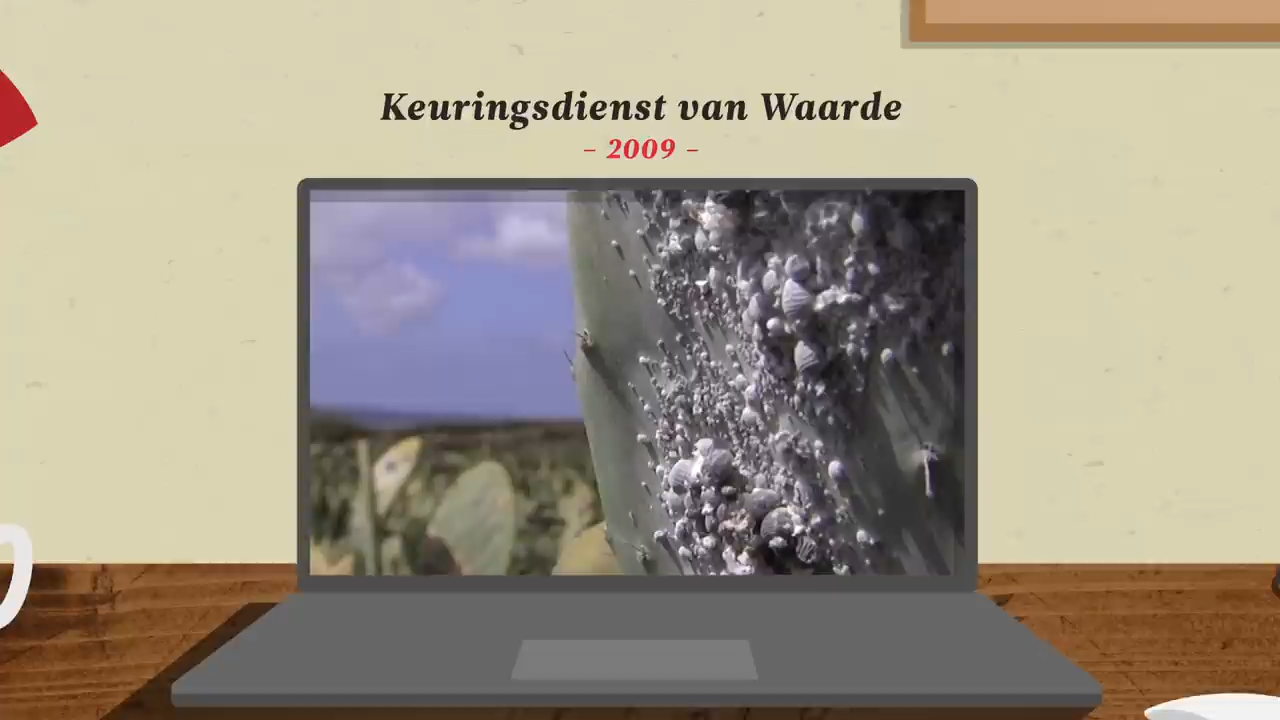 Keuringsdienst van Waarde
– 2009 –